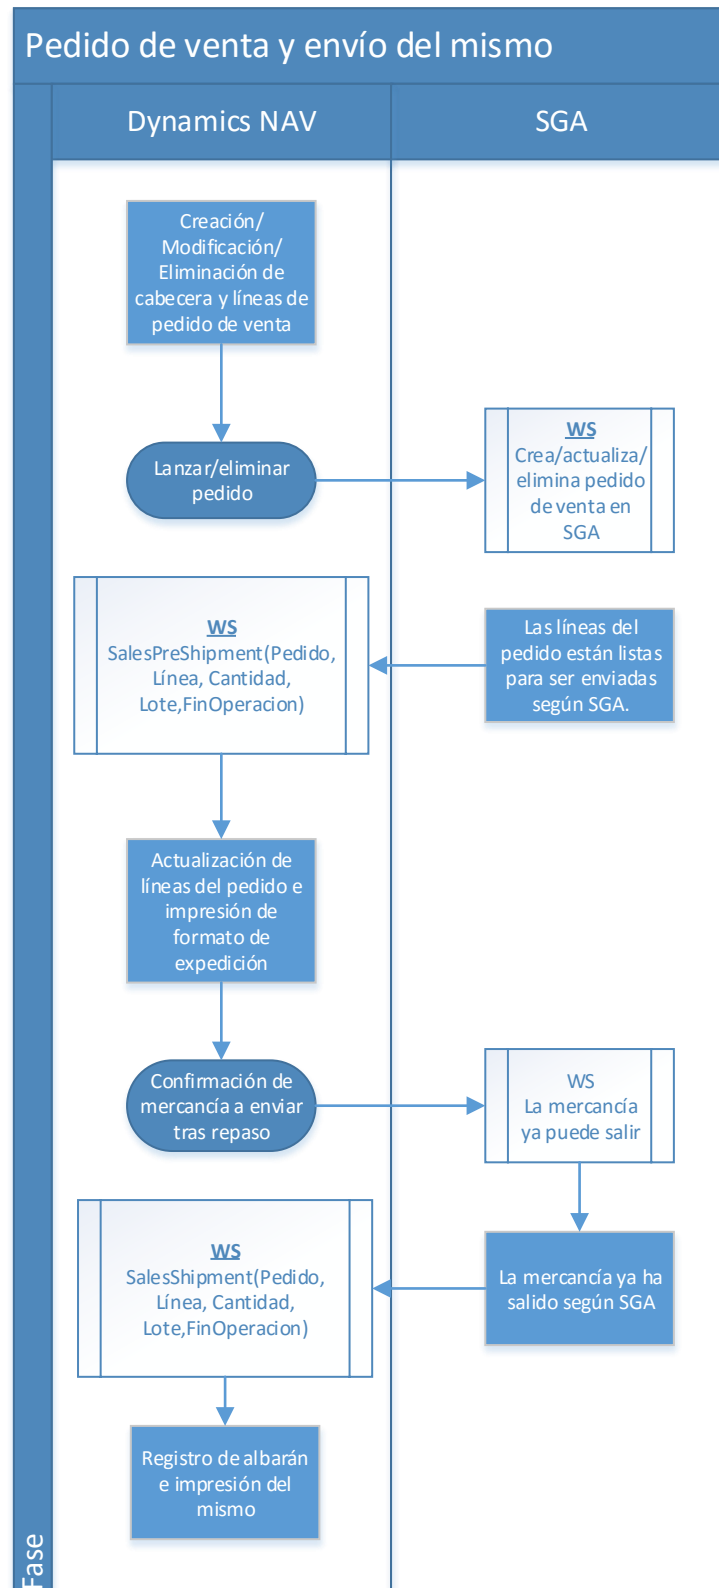 Pedido de venta y envío del mismo
Dynamics NAV
SGA
Creación/
Modificación/
Eliminación de
cabecera y líneas de
pedido de venta
Lanzar/eliminar
pedido
WS
Crea/actualiza/
elimina pedido
de venta en
SGA
WS
SalesPreShipment(Pedido,
Línea, Cantidad,
Lote,FinOperacion)
Las líneas del
pedido están listas
para ser enviadas
según SGA.
Actualización de
líneas del pedido e
impresión de
formato de
expedición
Confirmación de
mercancía a enviar
tras repaso
WS
La mercancía
ya puede salir
WS
SalesShipment(Pedido,
Línea, Cantidad,
Lote,FinOperacion)
La mercancía ya ha
salido según SGA
Registro de albarán
e impresión del
mismo
Fase